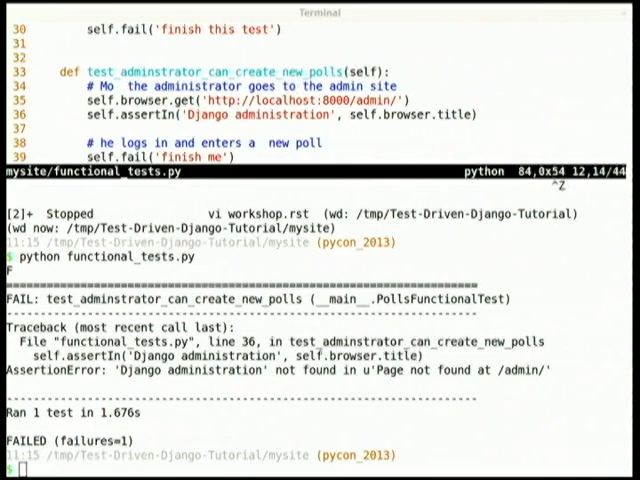 Terminal
30 self.fail('finish this test')
31
32
33 def test_adminstrator_can_create_new_polls(self):
34 # Mo the administrator goes to the admin site
35 self.browser.get('http://localhost:8000/admin/')
36 self.assertIn('Django administration', self.browser.title)
37
38 # he logs in and enters a new poll
39 self.fail('finish me')
mysite/functional_tests.py python 84,0x54 12,14/44
^Z
[2]+ Stopped vi workshop.rst (wd: /tmp/Test-Driven-Django-Tutorial)
(wd now: /tmp/Test-Driven-Django-Tutorial/mysite)
11:15 /tmp/Test-Driven-Django-Tutorial/mysite (pycon_2013)
$ python functional_tests.py
F
======================================================================
FAIL: test_adminstrator_can_create_new_polls (__main__.PollsFunctionalTest)
----------------------------------------------------------------------
Traceback (most recent call last):
File "functional_tests.py", line 36, in test_adminstrator_can_create_new_polls
self.assertIn('Django administration', self.browser.title)
AssertionError: 'Django administration' not found in u'Page not found at /admin/'
----------------------------------------------------------------------
Ran 1 test in 1.676s
FAILED (failures=1)
11:15 /tmp/Test-Driven-Django-Tutorial/mysite (pycon_2013)
$